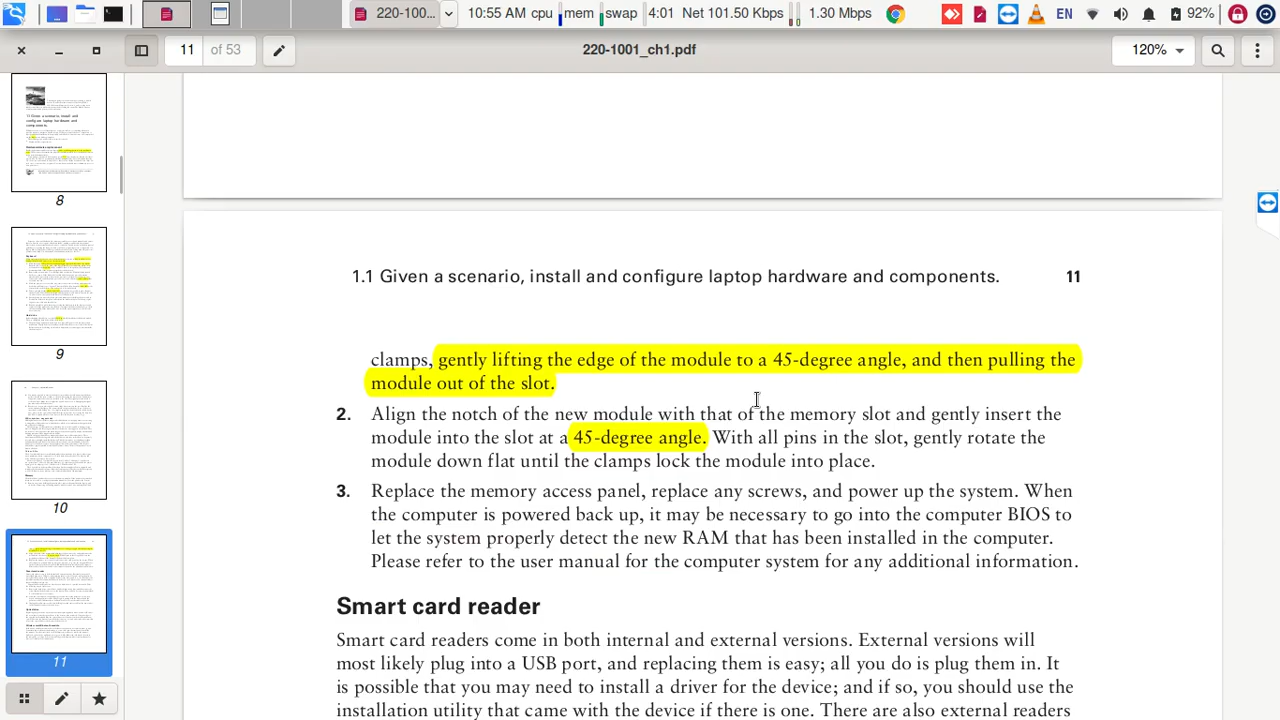 220-100...
10:55 AM cpu mem swap 4:01 Net 101.50 Kbps 1.30 Mbps EN 92%
11 of 53
220-1001_ch1.pdf
120%
8
9
10
11
1.1 Given a scenario, install and configure laptop hardware and components. 11
clamps, gently lifting the edge of the module to a 45-degree angle, and then pulling the
module out of the slot.
2. Align the notch of the new module with that of the memory slot and gently insert the
module into the slot at a 45-degree angle. With all pins in the slot, gently rotate the
module down flat until the clamps lock the module into place.
3. Replace the memory access panel, replace any screws, and power up the system. When
the computer is powered back up, it may be necessary to go into the computer BIOS to
let the system properly detect the new RAM that has been installed in the computer.
Please refer to the user manual for the computer system for any additional information.
Smart card reader
Smart card readers come in both internal and external versions. External versions will
most likely plug into a USB port, and replacing them is easy; all you do is plug them in. It
is possible that you may need to install a driver for the device; and if so, you should use the
installation utility that came with the device if there is one. There are also external readers